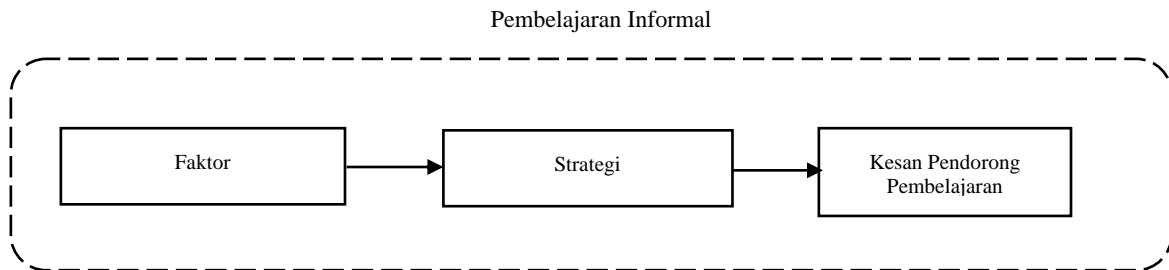 Pembelajaran Informal
Faktor
Strategi
Kesan Pendorong
Pembelajaran